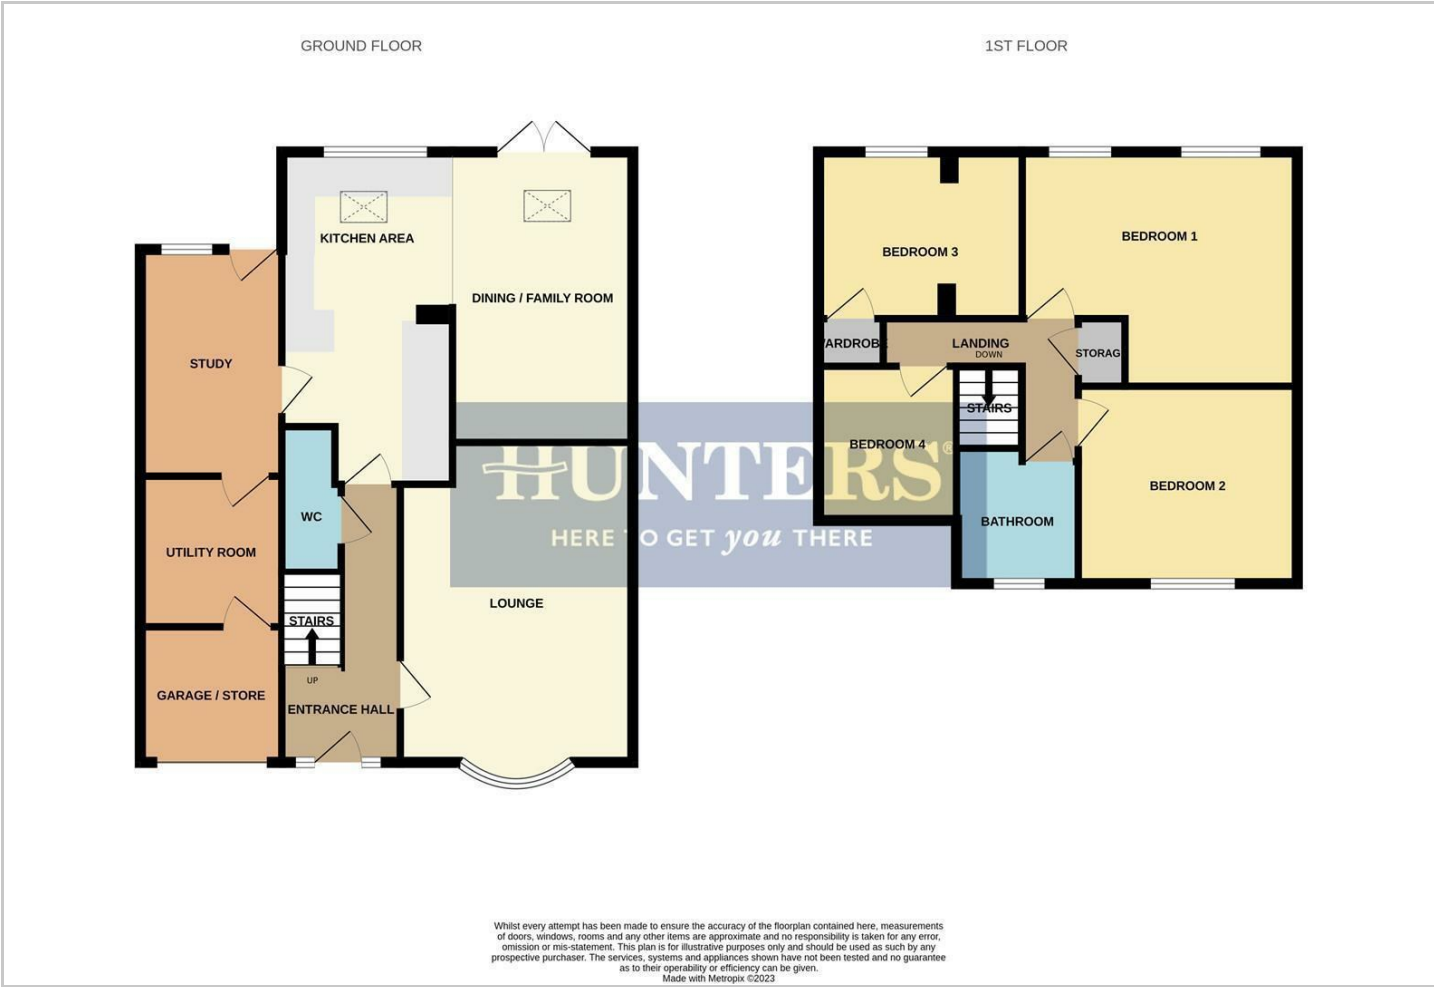 GROUND FLOOR
1ST FLOOR
KITCHEN AREA
DINING / FAMILY ROOM
STUDY
UTILITY ROOM
GARAGE / STORE
WC
STAIRS
UP
ENTRANCE HALL
LOUNGE
BEDROOM 3
BEDROOM 1
WARDROBE
LANDING
DOWN
STORAG
STAIRS
BEDROOM 4
BATHROOM
BEDROOM 2
HUNTERS®
HERE TO GET you THERE
Whilst every attempt has been made to ensure the accuracy of the floorplan contained here, measurements
of doors, windows, rooms and any other items are approximate and no responsibility is taken for any error,
omission or mis-statement. This plan is for illustrative purposes only and should be used as such by any
prospective purchaser. The services, systems and appliances shown have not been tested and no guarantee
as to their operability or efficiency can be given.
Made with Metropix ©2023